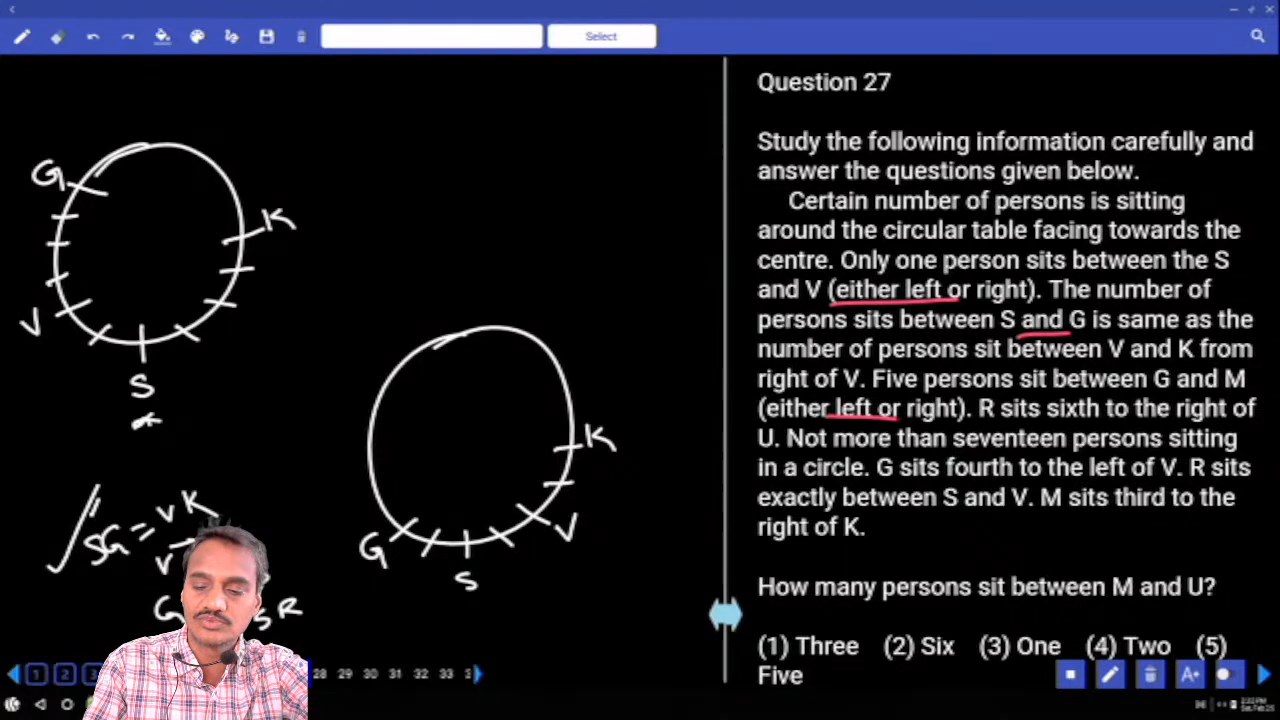 Select
Question 27
Study the following information carefully and
answer the questions given below.
Certain number of persons is sitting
around the circular table facing towards the
centre. Only one person sits between the S
and V (either left or right). The number of
persons sits between S and G is same as the
number of persons sit between V and K from
right of V. Five persons sit between G and M
(either left or right). R sits sixth to the right of
U. Not more than seventeen persons sitting
in a circle. G sits fourth to the left of V. R sits
exactly between S and V. M sits third to the
right of K.
How many persons sit between M and U?
(1) Three (2) Six (3) One (4) Two (5)
Five
G
K
V
S
K
G
V
S
SG = VK
V
G
SR
1 2 3
28 29 30 31 32 33
A+